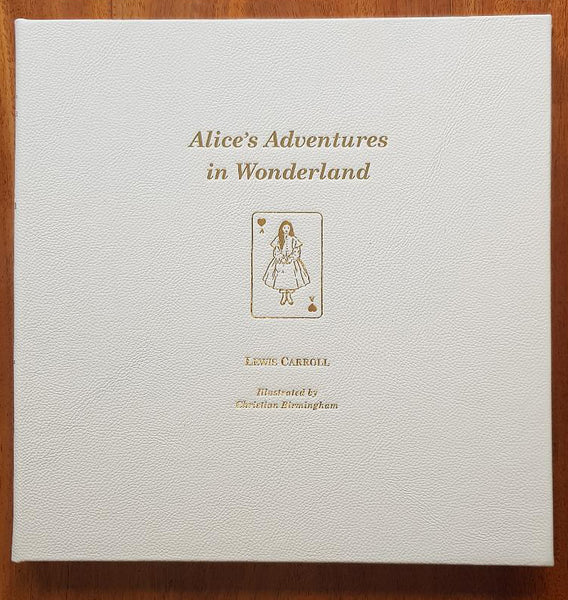 Alice's Adventures
in Wonderland
A
A
LEWIS CARROLL
Illustrated by
Christian Birmingham